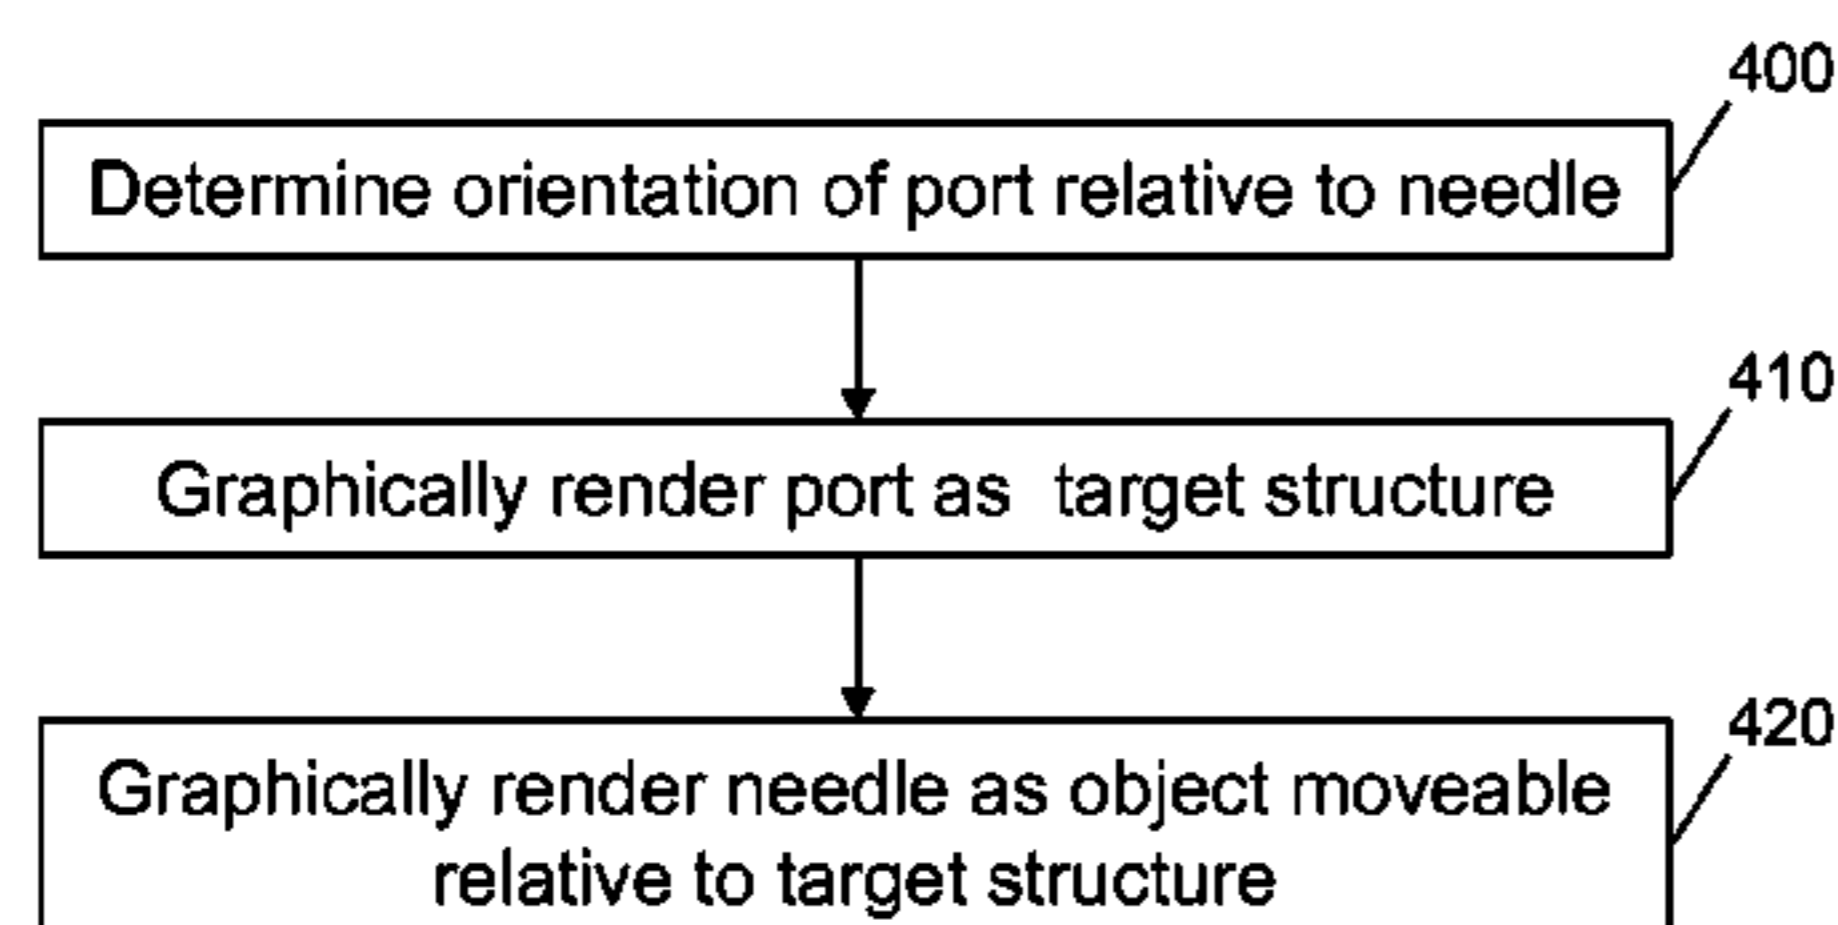 400
Determine orientation of port relative to needle
410
Graphically render port as target structure
420
Graphically render needle as object moveable
relative to target structure